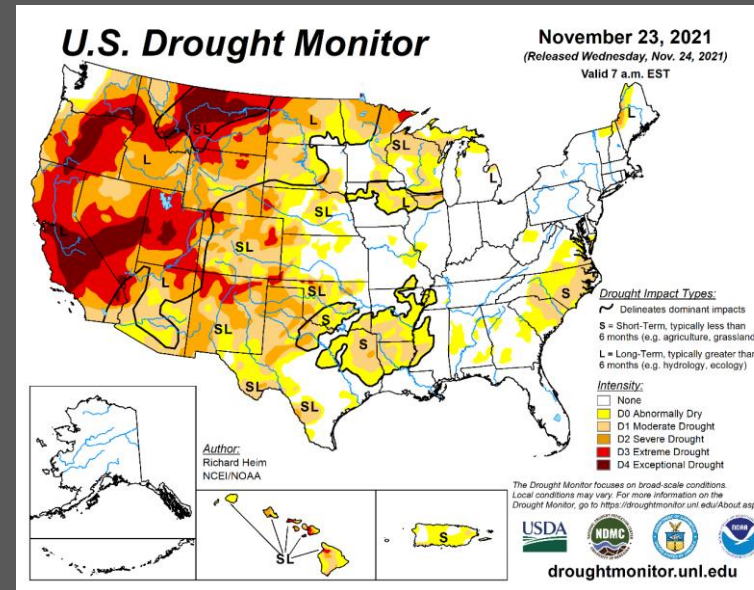 U.S. Drought Monitor
November 23, 2021
(Released Wednesday, Nov. 24, 2021)
Valid 7 a.m. EST
L
SL
L
SL
L
L
L
SL
L
SL
SL
L
SL
S
SL
S
S
SL
SL
Drought Impact Types:
Delineates dominant impacts
S = Short-Term, typically less than
6 months (e.g. agriculture, grassland
L = Long-Term, typically greater than
6 months (e.g. hydrology, ecology)
Intensity:
None
D0 Abnormally Dry
D1 Moderate Drought
D2 Severe Drought
D3 Extreme Drought
D4 Exceptional Drought
Author:
Richard Heim
NCEI/NOAA
SL
S
The Drought Monitor focuses on broad-scale conditions.
Local conditions may vary. For more information on the
Drought Monitor, go to https://droughtmonitor.unl.edu/About.asp
USDA
NDMC
NOAA
droughtmonitor.unl.edu